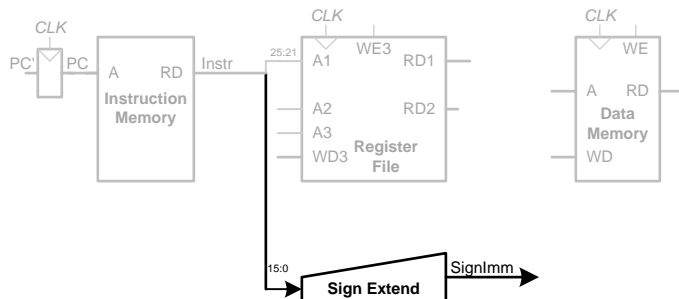 CLK CLK CLK
PC' PC A RD Instr 25:21 A1 WE3 RD1 A RD WE
Instruction Memory
A2 RD2
A3
WD3 Register File
Data Memory
WD
15:0 SignImm
Sign Extend